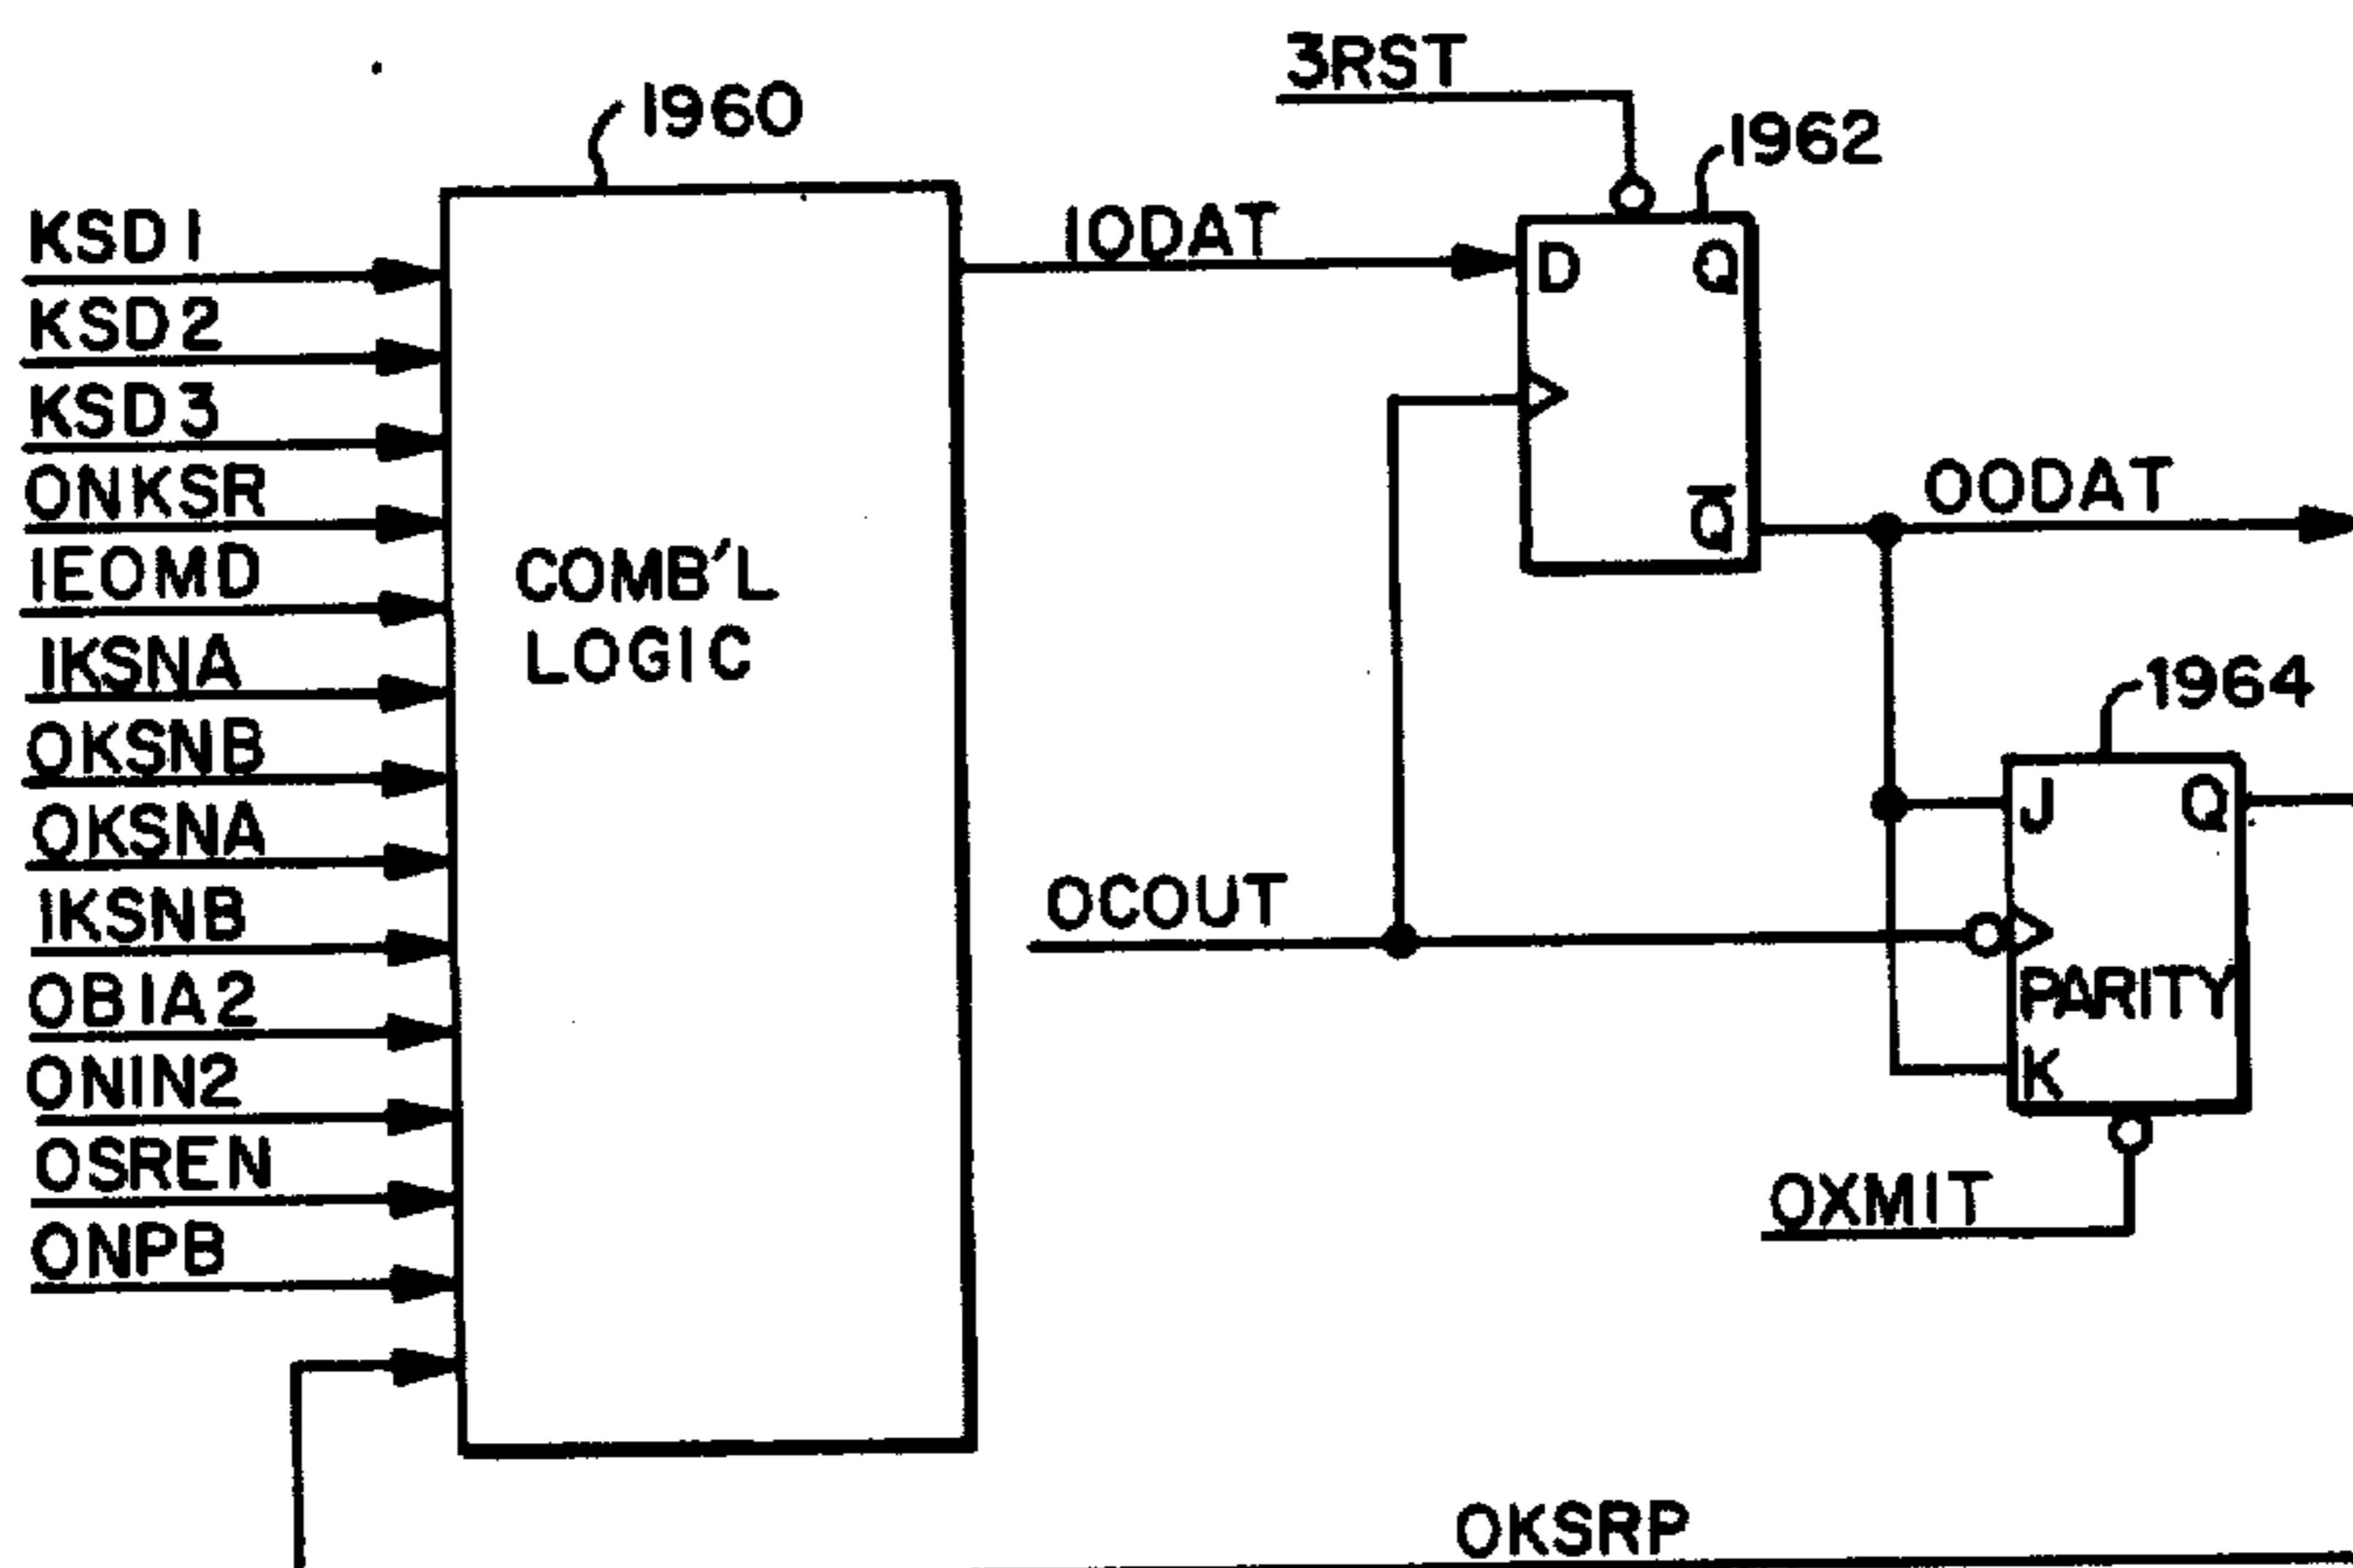 3RST
1960
1962
KSD1
IODAT
D
Q
KSD2
KSD3
Q̅
OODAT
ONKSR
IEOMD
COMB'L
LOGIC
IKSNA
1964
OKSNB
J
Q
OKSNA
OCOUT
IKSNB
PARITY
OBIA2
K
ONIN2
OSREN
OXMIT
ONPB
OKSRP